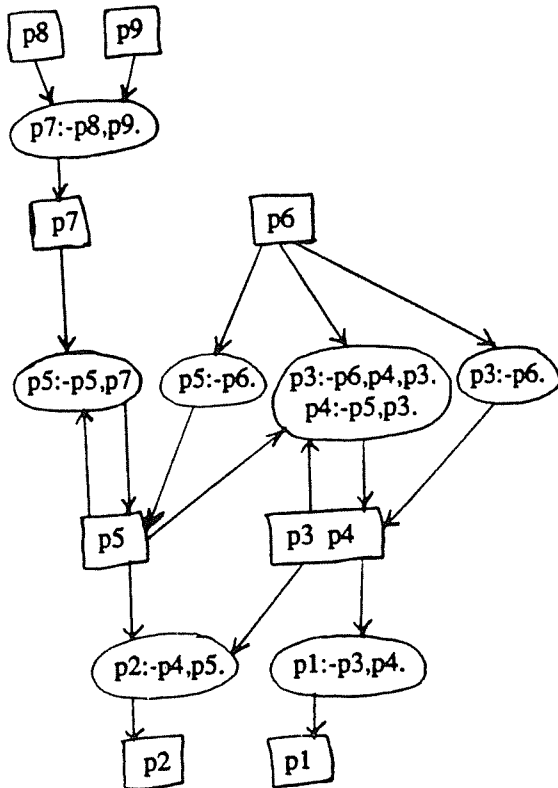 p8
p9
p7:-p8,p9.
p7
p6
p5:-p5,p7
p5:-p6.
p3:-p6,p4,p3.
p4:-p5,p3.
p3:-p6.
p5
p3 p4
p2:-p4,p5.
p1:-p3,p4.
p2
p1